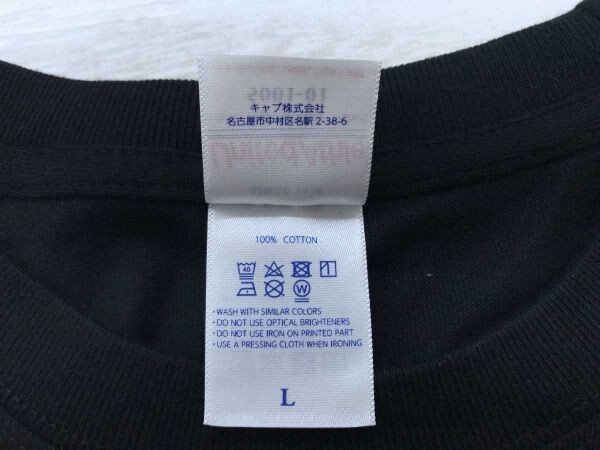 キャブ株式会社
名古屋市中村区名駅 2-38-6
100% COTTON
40
W
・WASH WITH SIMILAR COLORS
・DO NOT USE OPTICAL BRIGHTENERS
・DO NOT USE IRON ON PRINTED PART
・USE A PRESSING CLOTH WHEN IRONING
L